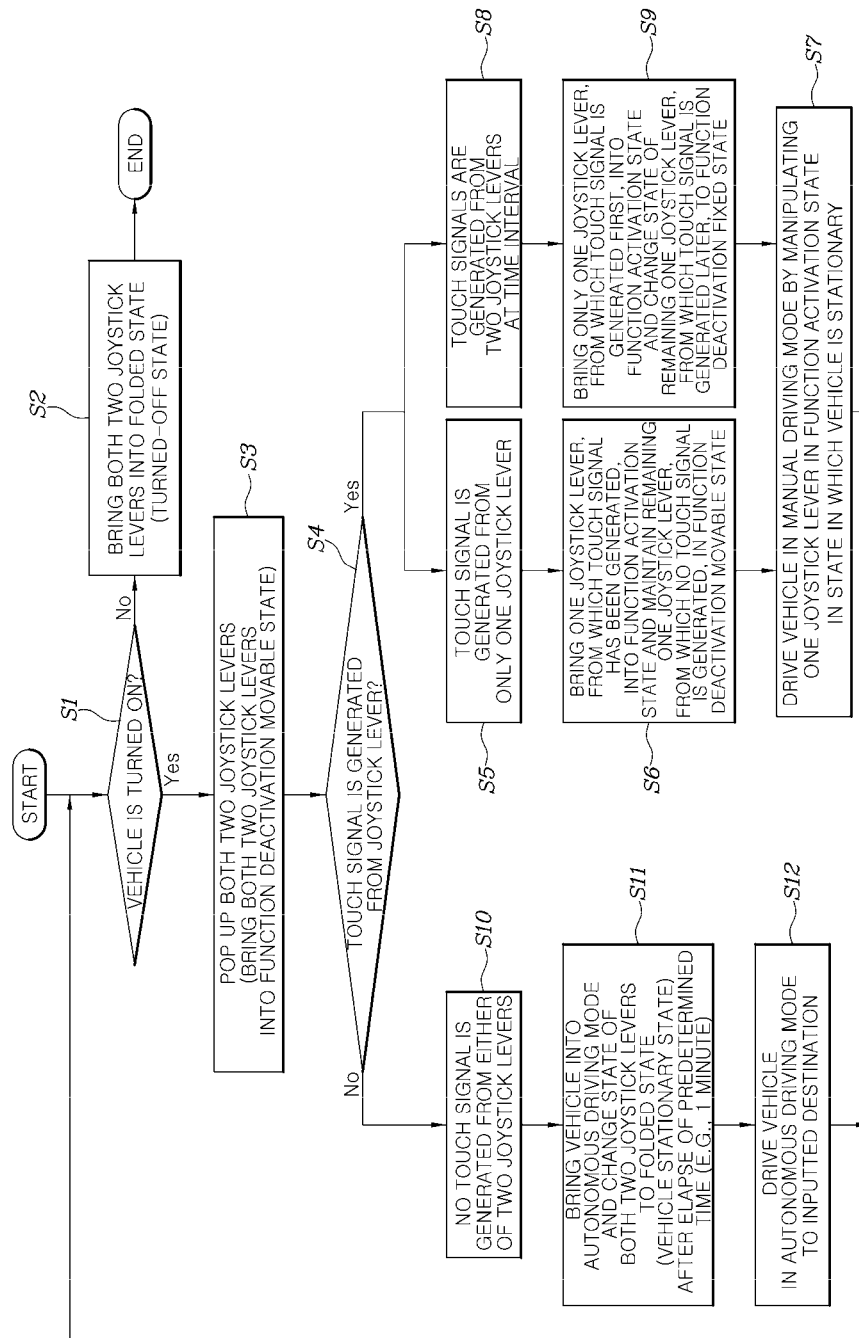 START
S1
VEHICLE IS TURNED ON?
No
Yes
S2
BRING BOTH TWO JOYSTICK
LEVERS INTO FOLDED STATE
(TURNED-OFF STATE)
END
S3
POP UP BOTH TWO JOYSTICK LEVERS
(BRING BOTH TWO JOYSTICK LEVERS
INTO FUNCTION DEACTIVATION MOVABLE STATE)
S4
TOUCH SIGNAL IS GENERATED
FROM JOYSTICK LEVER?
No
Yes
S10
NO TOUCH SIGNAL IS
GENERATED FROM EITHER
OF TWO JOYSTICK LEVERS
S11
BRING VEHICLE INTO
AUTONOMOUS DRIVING MODE
AND CHANGE STATE OF
BOTH TWO JOYSTICK LEVERS
TO FOLDED STATE
(VEHICLE STATIONARY STATE)
AFTER ELAPSE OF PREDETERMINED
TIME (E.G., 1 MINUTE)
S12
DRIVE VEHICLE
IN AUTONOMOUS DRIVING MODE
TO INPUTTED DESTINATION
S5
TOUCH SIGNAL IS
GENERATED FROM
ONLY ONE JOYSTICK LEVER
S6
BRING ONE JOYSTICK LEVER,
FROM WHICH TOUCH SIGNAL
HAS BEEN GENERATED,
INTO FUNCTION ACTIVATION
STATE AND MAINTAIN REMAINING
ONE JOYSTICK LEVER,
FROM WHICH NO TOUCH SIGNAL
IS GENERATED, IN FUNCTION
DEACTIVATION MOVABLE STATE
S8
TOUCH SIGNALS ARE
GENERATED FROM
TWO JOYSTICK LEVERS
AT TIME INTERVAL
S9
BRING ONLY ONE JOYSTICK LEVER,
FROM WHICH TOUCH SIGNAL IS
GENERATED FIRST, INTO
FUNCTION ACTIVATION STATE
AND CHANGE STATE OF
REMAINING ONE JOYSTICK LEVER,
FROM WHICH TOUCH SIGNAL IS
GENERATED LATER, TO FUNCTION
DEACTIVATION FIXED STATE
S7
DRIVE VEHICLE IN MANUAL DRIVING MODE BY MANIPULATING
ONE JOYSTICK LEVER IN FUNCTION ACTIVATION STATE
IN STATE IN WHICH VEHICLE IS STATIONARY